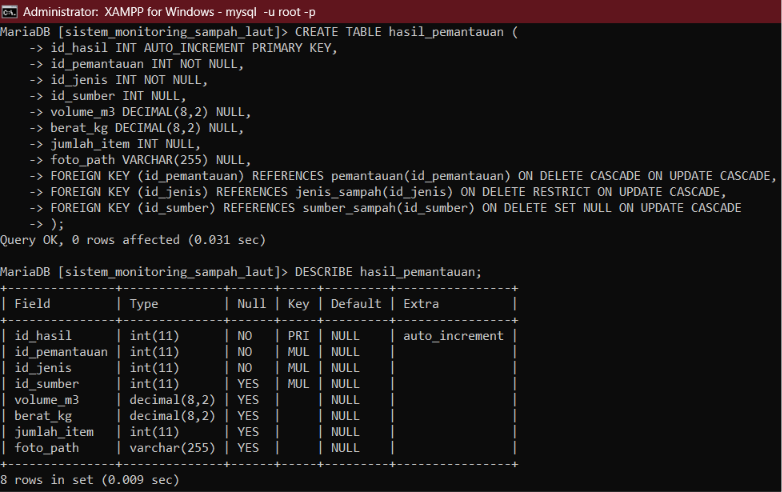 Administrator:  XAMPP for Windows - mysql  -u root -p
MariaDB [sistem_monitoring_sampah_laut]> CREATE TABLE hasil_pemantauan (
    -> id_hasil INT AUTO_INCREMENT PRIMARY KEY,
    -> id_pemantauan INT NOT NULL,
    -> id_jenis INT NOT NULL,
    -> id_sumber INT NULL,
    -> volume_m3 DECIMAL(8,2) NULL,
    -> berat_kg DECIMAL(8,2) NULL,
    -> jumlah_item INT NULL,
    -> foto_path VARCHAR(255) NULL,
    -> FOREIGN KEY (id_pemantauan) REFERENCES pemantauan(id_pemantauan) ON DELETE CASCADE ON UPDATE CASCADE,
    -> FOREIGN KEY (id_jenis) REFERENCES jenis_sampah(id_jenis) ON DELETE RESTRICT ON UPDATE CASCADE,
    -> FOREIGN KEY (id_sumber) REFERENCES sumber_sampah(id_sumber) ON DELETE SET NULL ON UPDATE CASCADE
    -> );
Query OK, 0 rows affected (0.031 sec)
MariaDB [sistem_monitoring_sampah_laut]> DESCRIBE hasil_pemantauan;
+---------------+--------------+------+-----+---------+----------------+
| Field         | Type         | Null | Key | Default | Extra          |
+---------------+--------------+------+-----+---------+----------------+
| id_hasil      | int(11)      | NO   | PRI | NULL    | auto_increment |
| id_pemantauan | int(11)      | NO   | MUL | NULL    |                |
| id_jenis      | int(11)      | NO   | MUL | NULL    |                |
| id_sumber     | int(11)      | YES  | MUL | NULL    |                |
| volume_m3     | decimal(8,2) | YES  |     | NULL    |                |
| berat_kg      | decimal(8,2) | YES  |     | NULL    |                |
| jumlah_item   | int(11)      | YES  |     | NULL    |                |
| foto_path     | varchar(255) | YES  |     | NULL    |                |
+---------------+--------------+------+-----+---------+----------------+
8 rows in set (0.009 sec)